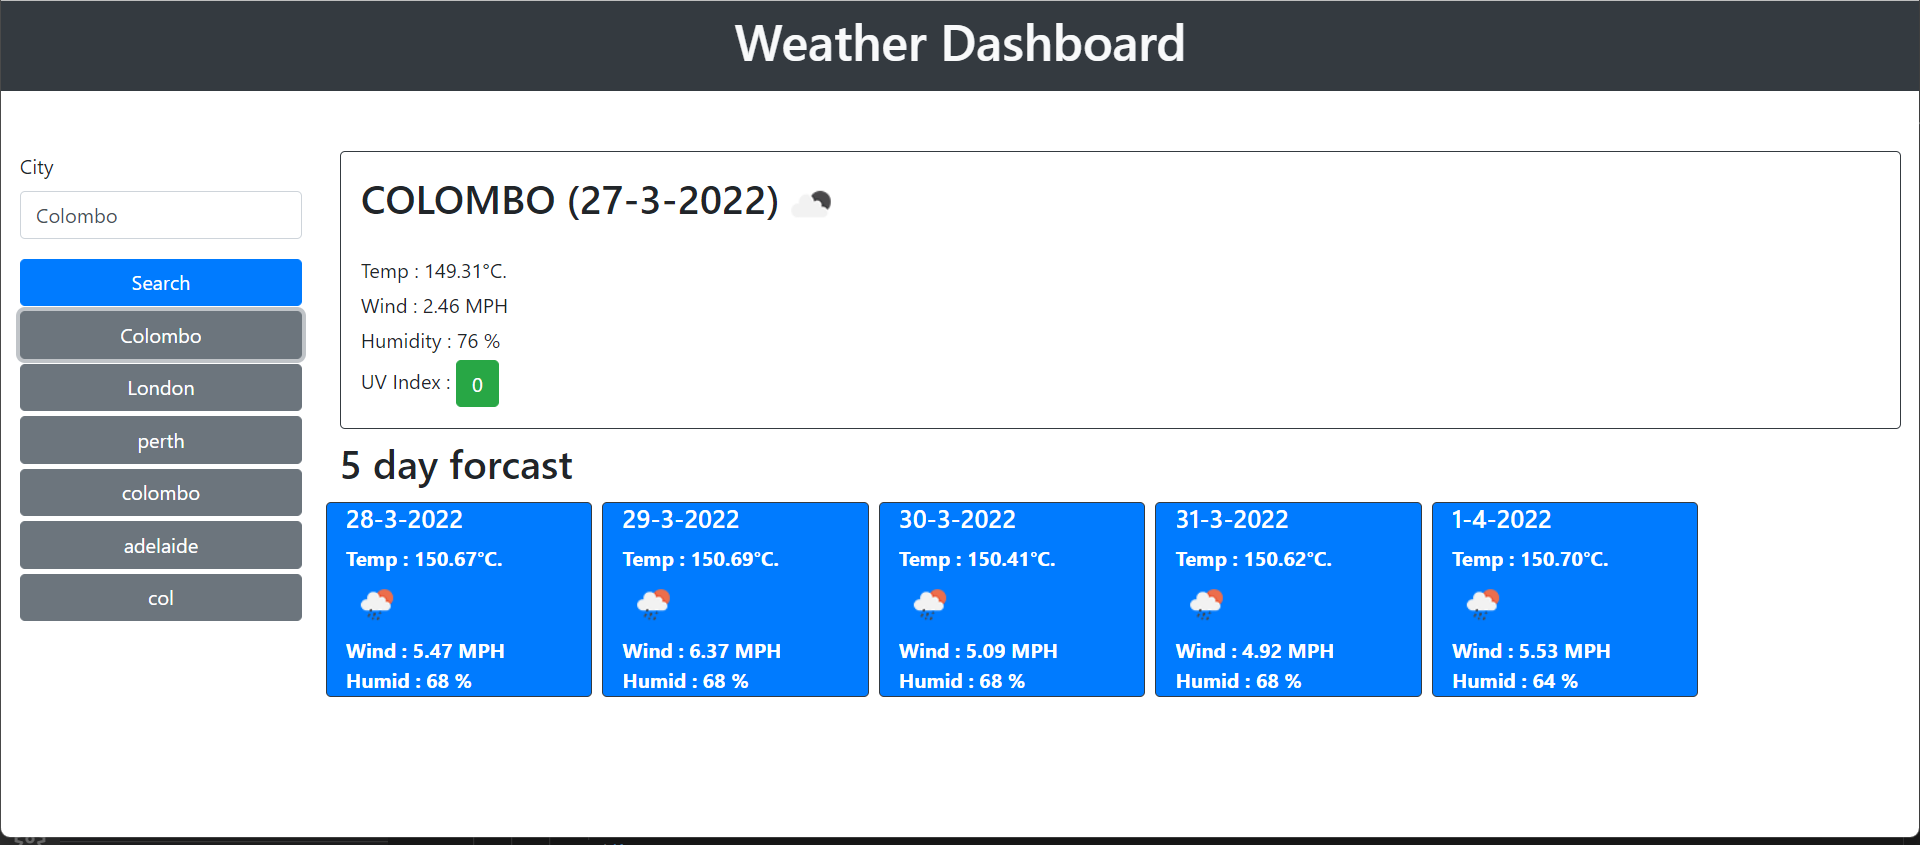 Weather Dashboard
City
Colombo
Search
Colombo
London
perth
colombo
adelaide
col
COLOMBO (27-3-2022)
Temp : 149.31°C.
Wind : 2.46 MPH
Humidity : 76 %
UV Index : 0
5 day forcast
28-3-2022
Temp : 150.67°C.
Wind : 5.47 MPH
Humid : 68 %
29-3-2022
Temp : 150.69°C.
Wind : 6.37 MPH
Humid : 68 %
30-3-2022
Temp : 150.41°C.
Wind : 5.09 MPH
Humid : 68 %
31-3-2022
Temp : 150.62°C.
Wind : 4.92 MPH
Humid : 68 %
1-4-2022
Temp : 150.70°C.
Wind : 5.53 MPH
Humid : 64 %